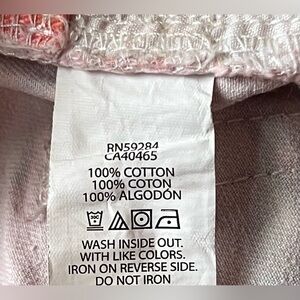 RN59284
CA40465
100% COTTON
100% COTON
100% ALGODÓN
WASH INSIDE OUT.
WITH LIKE COLORS.
IRON ON REVERSE SIDE.
DO NOT IRON